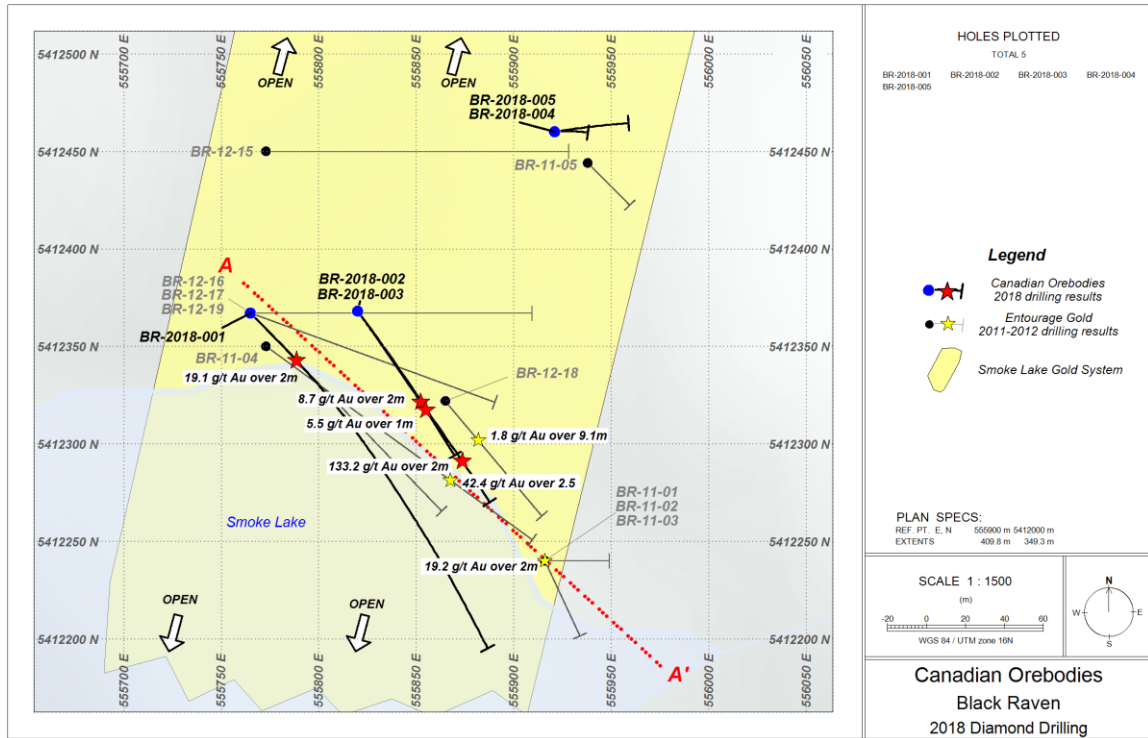 555700 E
555750 E
555800 E
555850 E
555900 E
555950 E
556000 E
556050 E
5412500 N
5412500 N
OPEN
OPEN
BR-2018-005
BR-2018-004
5412450 N
BR-12-15
BR-11-05
5412450 N
5412400 N
5412400 N
A
BR-12-16
BR-12-17
BR-12-19
BR-2018-002
BR-2018-003
BR-2018-001
5412350 N
5412350 N
BR-11-04
19.1 g/t Au over 2m
BR-12-18
8.7 g/t Au over 2m
5.5 g/t Au over 1m
1.8 g/t Au over 9.1m
5412300 N
5412300 N
133.2 g/t Au over 2m
42.4 g/t Au over 2.5
BR-11-01
BR-11-02
BR-11-03
Smoke Lake
5412250 N
5412250 N
19.2 g/t Au over 2m
OPEN
OPEN
5412200 N
5412200 N
A'
555700 E
555750 E
555800 E
555850 E
555900 E
555950 E
556000 E
556050 E
HOLES PLOTTED
TOTAL 5
BR-2018-001 BR-2018-002 BR-2018-003 BR-2018-004
BR-2018-005
Legend
Canadian Orebodies
2018 drilling results
Entourage Gold
2011-2012 drilling results
Smoke Lake Gold System
PLAN SPECS:
REF. PT. E, N 555900 m 5412000 m
EXTENTS 409.8 m 349.3 m
SCALE 1 : 1500
(m)
-20 0 20 40 60
WGS 84 / UTM zone 16N
N
W
E
S
Canadian Orebodies
Black Raven
2018 Diamond Drilling